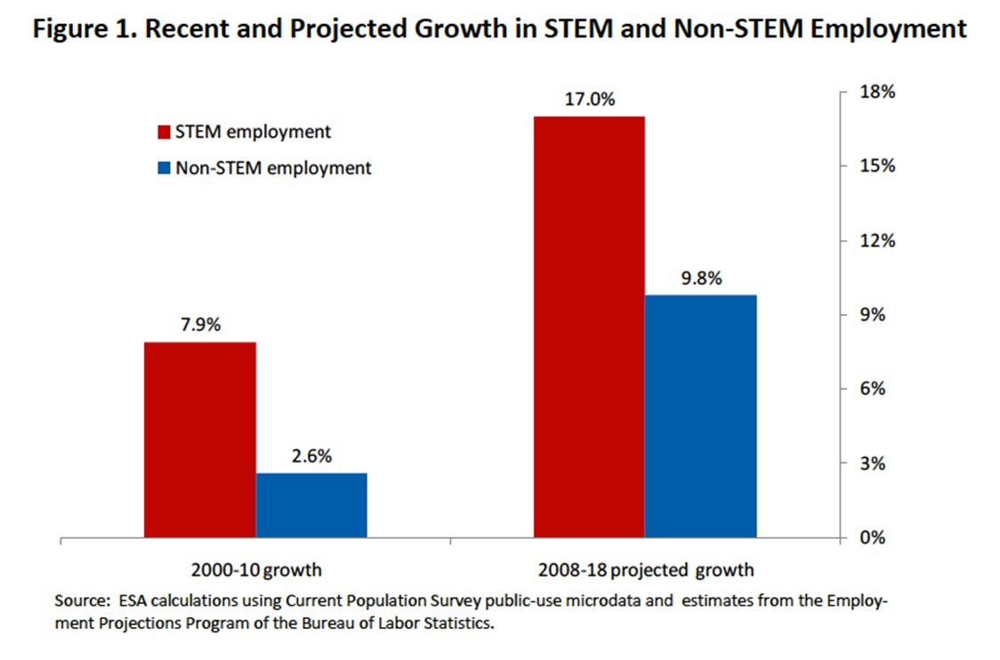 Figure 1. Recent and Projected Growth in STEM and Non-STEM Employment
STEM employment
Non-STEM employment
7.9%
2.6%
17.0%
9.8%
18%
15%
12%
9%
6%
3%
0%
2000-10 growth
2008-18 projected growth
Source:  ESA calculations using Current Population Survey public-use microdata and  estimates from the Employ-
ment Projections Program of the Bureau of Labor Statistics.